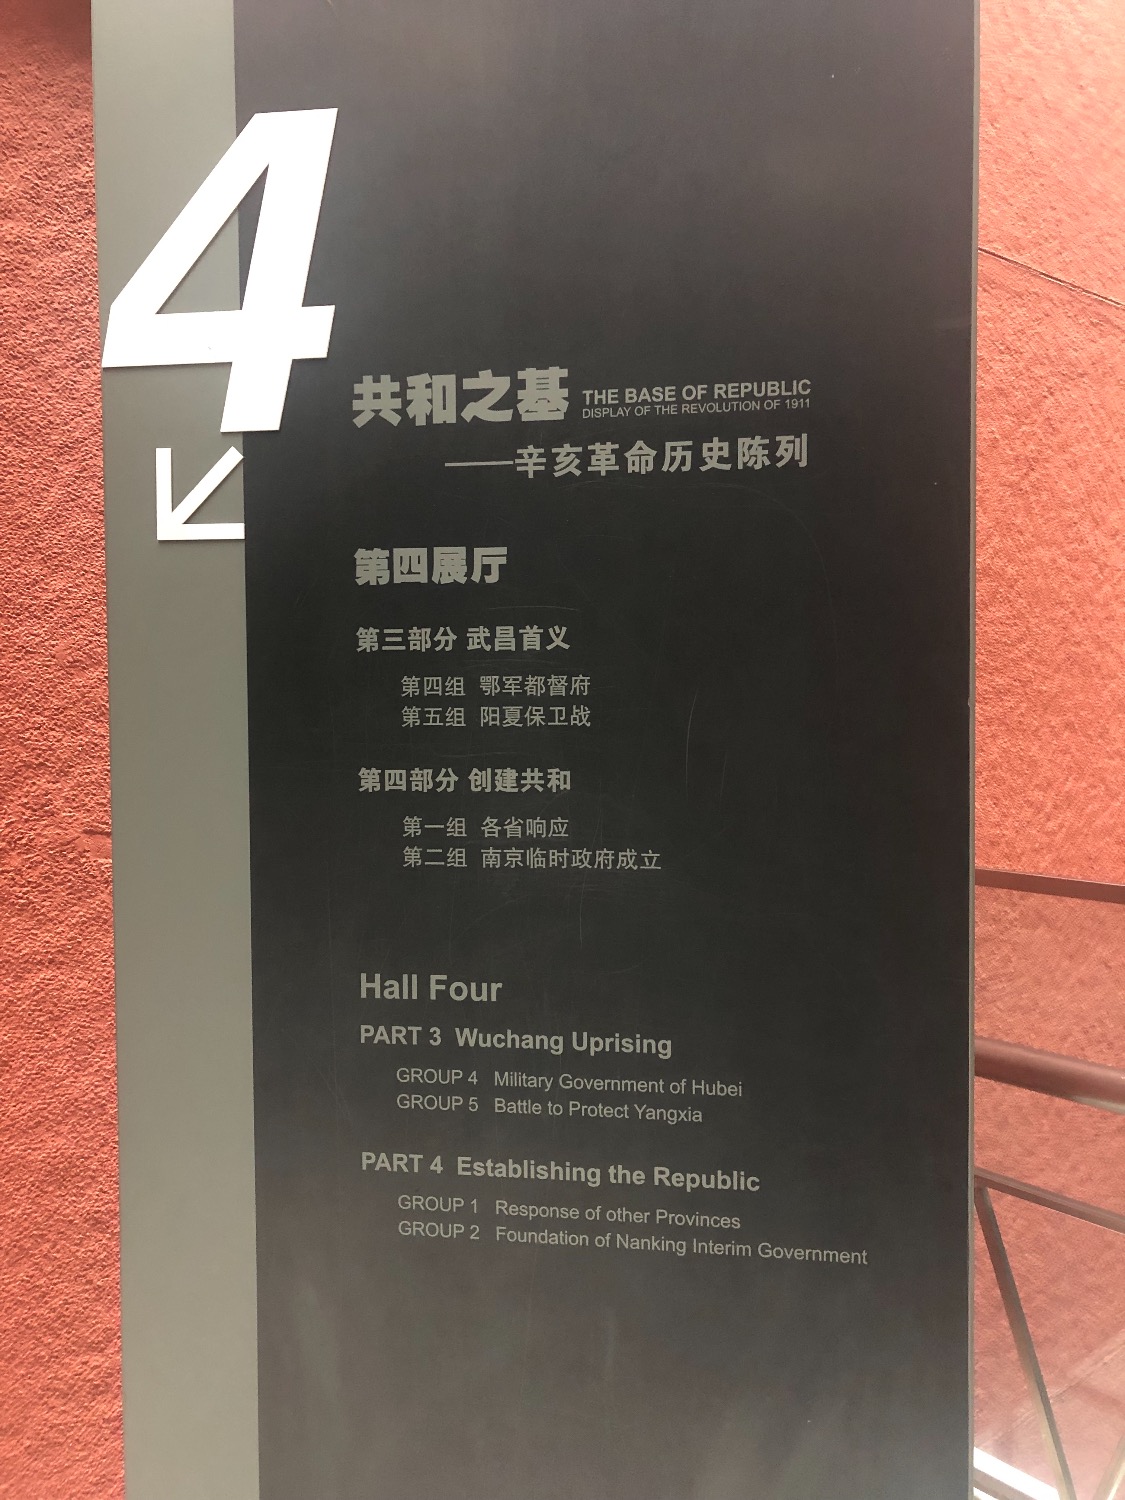 4
共和之基 THE BASE OF REPUBLIC
DISPLAY OF THE REVOLUTION OF 1911
——辛亥革命历史陈列
第四展厅
第三部分 武昌首义
第四组 鄂军都督府
第五组 阳夏保卫战
第四部分 创建共和
第一组 各省响应
第二组 南京临时政府成立
Hall Four
PART 3 Wuchang Uprising
GROUP 4 Military Government of Hubei
GROUP 5 Battle to Protect Yangxia
PART 4 Establishing the Republic
GROUP 1 Response of other Provinces
GROUP 2 Foundation of Nanking Interim Government